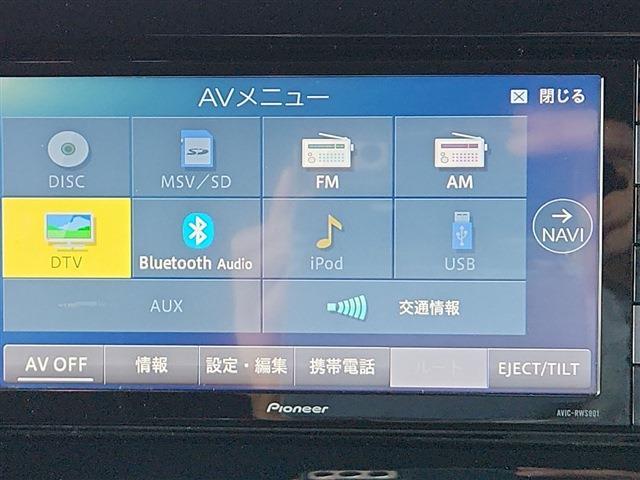 AVメニュー
閉じる
DISC
MSV/SD
FM
AM
DTV
Bluetooth Audio
iPod
USB
NAVI
AUX
交通情報
AV OFF
情報
設定・編集
携帯電話
ルート
EJECT/TILT
Pioneer
AVIC-RWS901